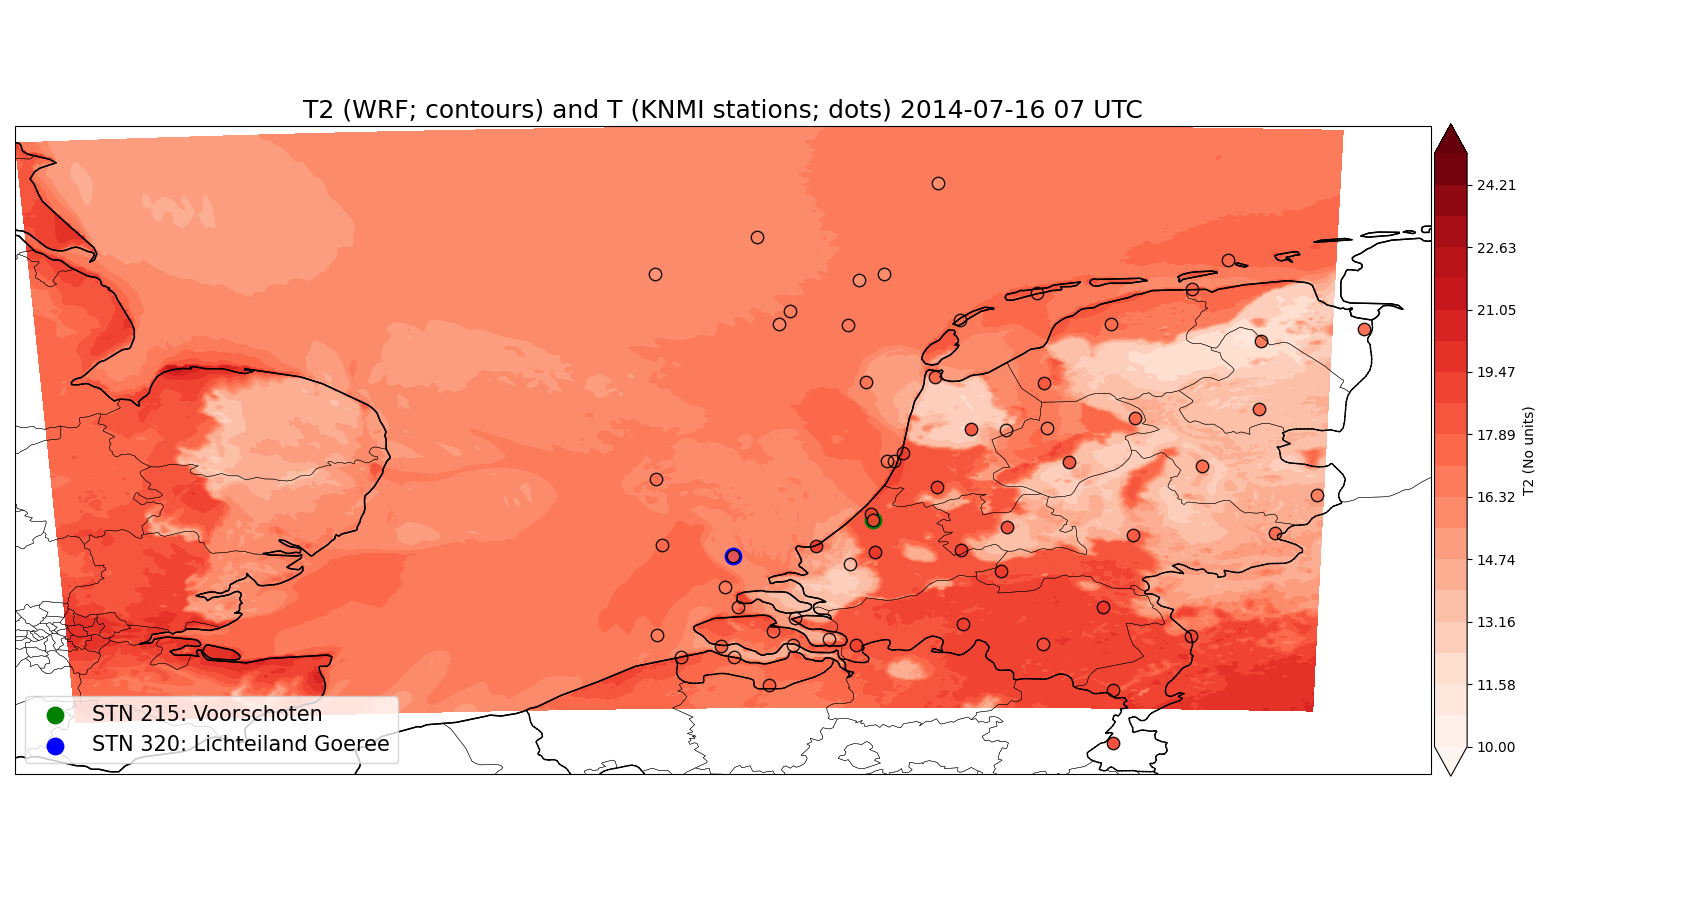 T2 (WRF; contours) and T (KNMI stations; dots) 2014-07-16 07 UTC
24.21
22.63
21.05
19.47
17.89
16.32
14.74
13.16
11.58
10.00
T2 (No units)
STN 215: Voorschoten
STN 320: Lichteiland Goeree